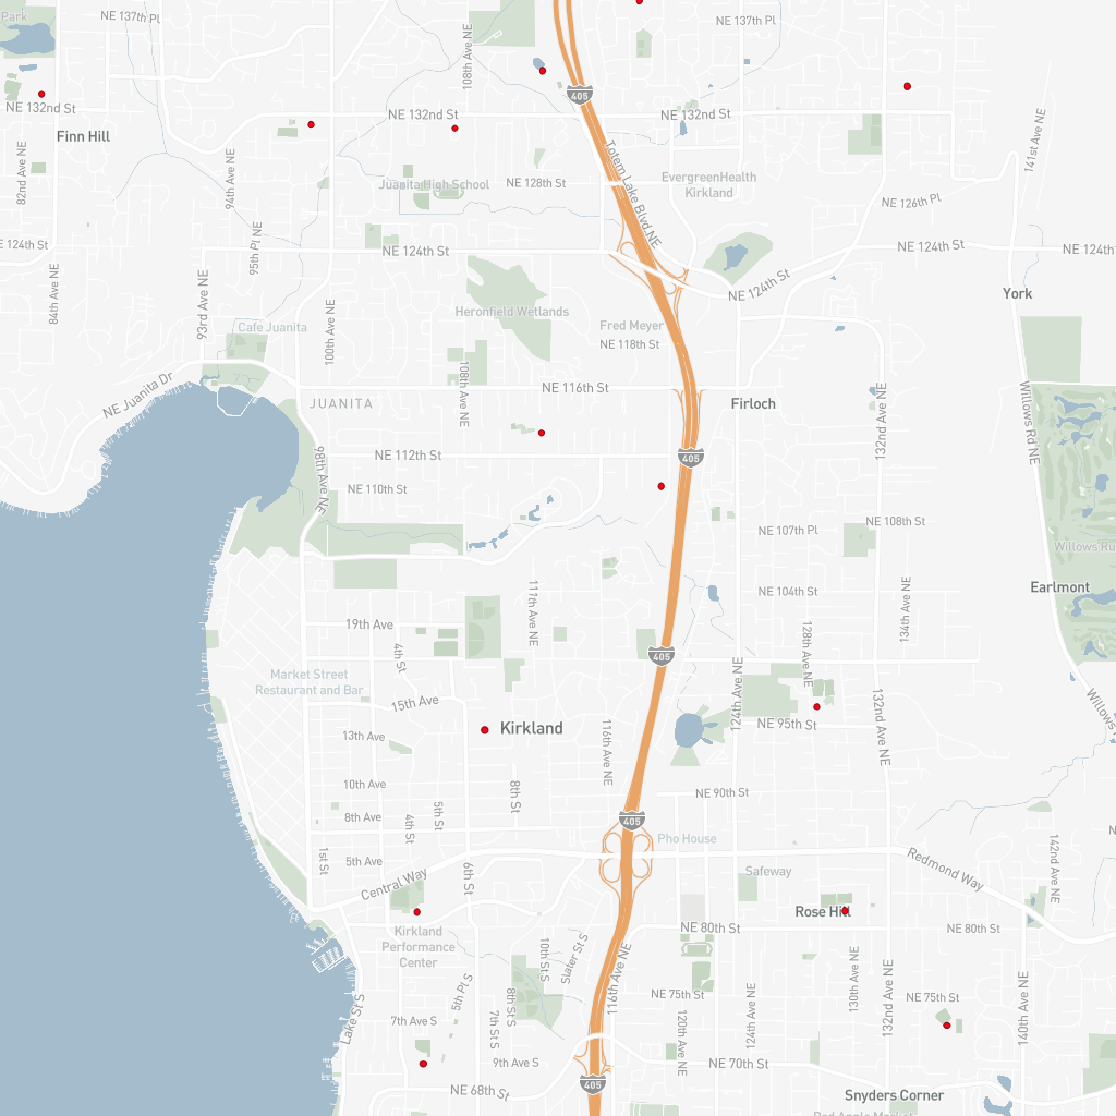 Park
NE 137th Pl
NE 137th Pl
108th Ave NE
405
NE 132nd St
NE 132nd St
NE 132nd St
Finn Hill
82nd Ave NE
94th Ave NE
141st Ave NE
Totem Lake Blvd NE
Juanita High School
NE 128th St
EvergreenHealth
Kirkland
NE 126th Pl
95th Pl NE
NE 124th St
NE 124th St
NE 124th St
NE 124th St
NE 124th
84th Ave NE
93rd Ave NE
York
100th Ave NE
Heronfield Wetlands
Cafe Juanita
Fred Meyer
NE 118th St
108th Ave NE
NE Juanita Dr
NE 116th St
JUANITA
Firloch
132nd Ave NE
Willows Rd NE
98th Ave NE
NE 112th St
405
NE 110th St
NE 108th St
NE 107th Pl
Willows Ru
111th Ave NE
NE 104th St
134th Ave NE
Earlmont
19th Ave
4th St
128th Ave NE
405
Market Street
Restaurant and Bar
124th Ave NE
132nd Ave NE
Willows
15th Ave
Kirkland
NE 95th St
13th Ave
116th Ave NE
10th Ave
8th St
NE 90th St
8th Ave
5th St
4th St
405
Pho House
142nd Ave NE
N
1st St
5th Ave
Redmond Way
Central Way
6th St
Safeway
Rose Hill
Kirkland
Performance
Center
NE 80th St
NE 80th St
10th St S
Slater St S
116th Ave NE
130th Ave NE
132nd Ave NE
140th Ave NE
5th Pl S
8th St S
7th St S
Lake St S
NE 75th St
NE 75th St
124th Ave NE
120th Ave NE
7th Ave S
9th Ave S
NE 70th St
NE 68th St
405
Snyders Corner
Red Apple Market